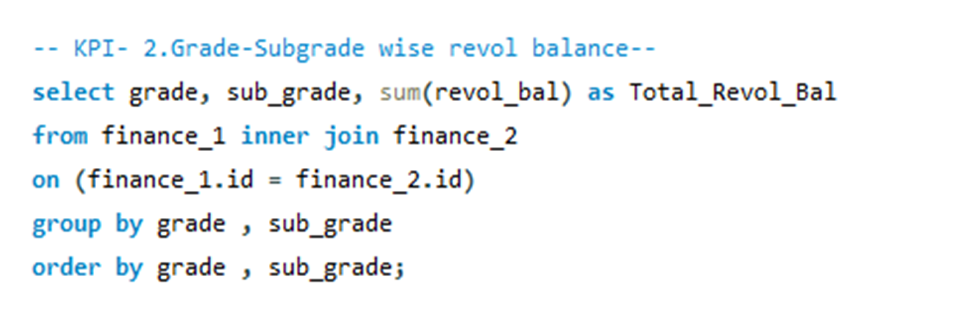 -- KPI- 2.Grade-Subgrade wise revol balance--
select grade, sub_grade, sum(revol_bal) as Total_Revol_Bal
from finance_1 inner join finance_2
on (finance_1.id = finance_2.id)
group by grade , sub_grade
order by grade , sub_grade;